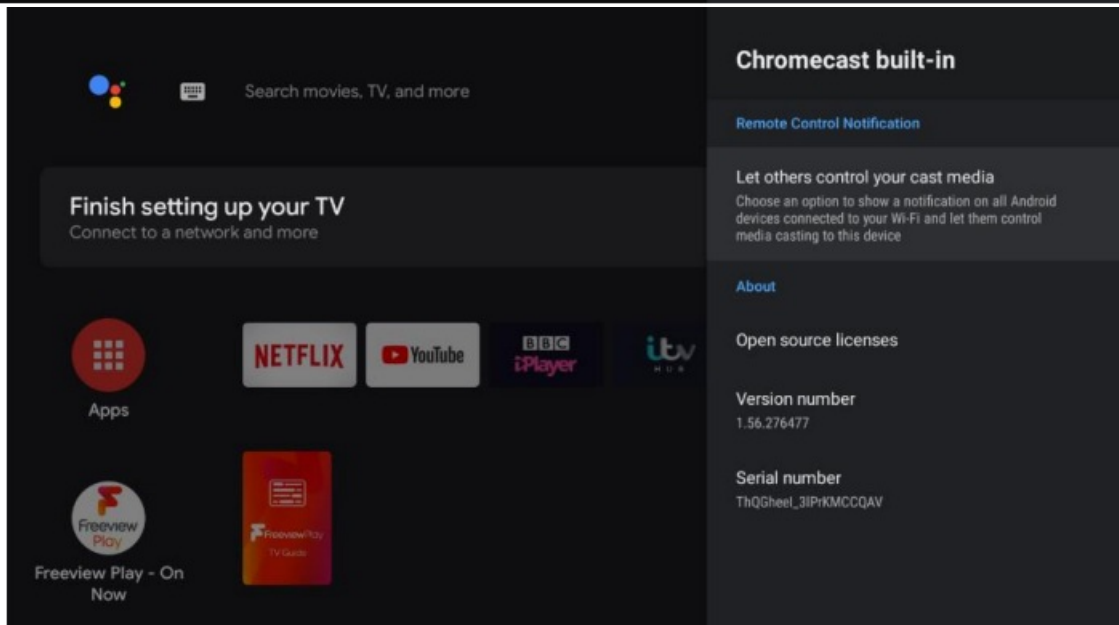 Search movies, TV, and more
Finish setting up your TV
Connect to a network and more
Apps
NETFLIX
YouTube
BBC
iPlayer
itv
HUB
Freeview
Play
Freeview Play - On
Now
FreeviewPlay
TV Guide
Chromecast built-in
Remote Control Notification
Let others control your cast media
Choose an option to show a notification on all Android
devices connected to your Wi-Fi and let them control
media casting to this device
About
Open source licenses
Version number
1.56.276477
Serial number